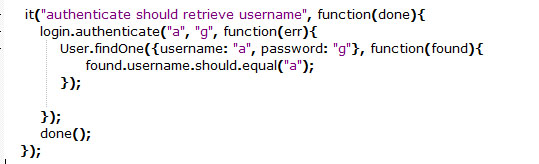 it("authenticate should retrieve username", function(done){
login.authenticate("a", "g", function(err){
User.findOne({username: "a", password: "g"}, function(found){
found.username.should.equal("a");
});
});
done();
});